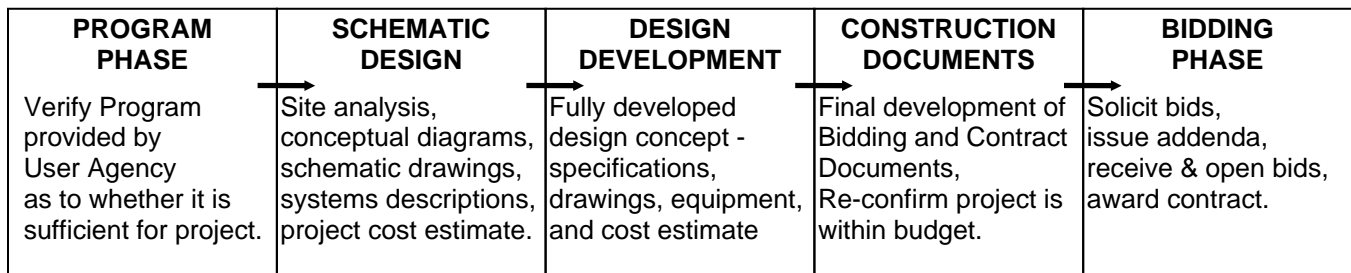 PROGRAM
PHASE
Verify Program
provided by
User Agency
as to whether it is
sufficient for project.
SCHEMATIC
DESIGN
Site analysis,
conceptual diagrams,
schematic drawings,
systems descriptions,
project cost estimate.
DESIGN
DEVELOPMENT
Fully developed
design concept -
specifications,
drawings, equipment,
and cost estimate
CONSTRUCTION
DOCUMENTS
Final development of
Bidding and Contract
Documents,
Re-confirm project is
within budget.
BIDDING
PHASE
Solicit bids,
issue addenda,
receive & open bids,
award contract.